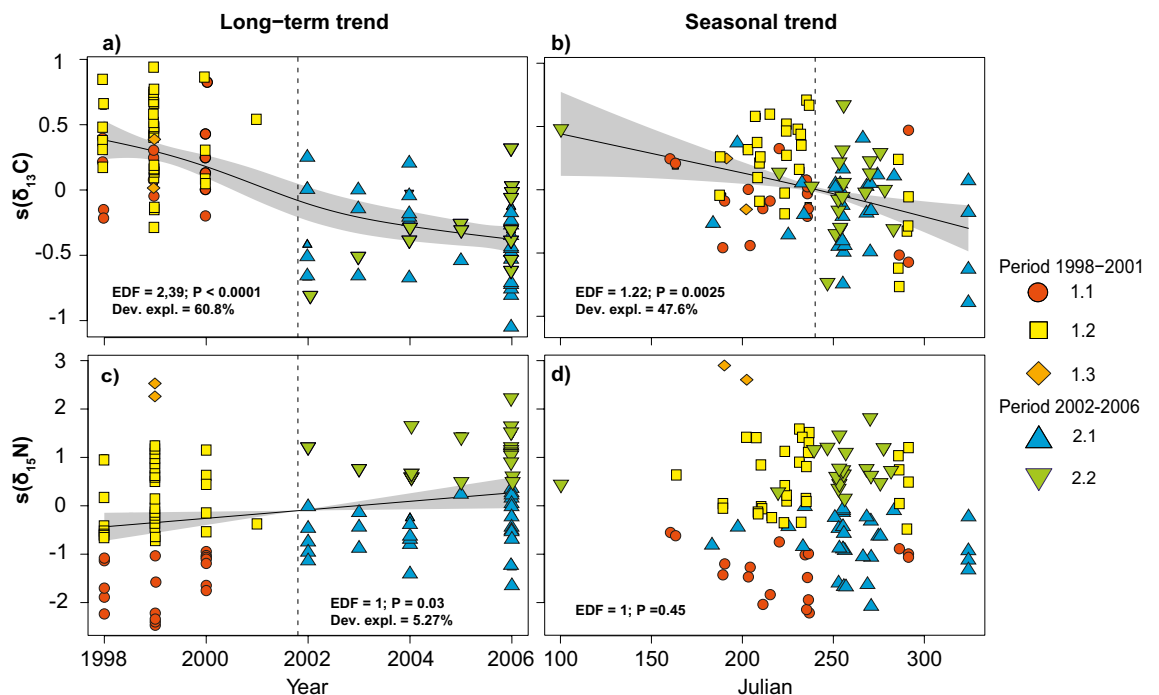 Long−term trend
Seasonal trend
a)
b)
1
0.5
0
-0.5
-1
s(δ13C)
EDF = 2,39; P < 0.0001
Dev. expl. = 60.8%
EDF = 1.22; P = 0.0025
Dev. expl. = 47.6%
c)
d)
3
2
1
0
-1
-2
s(δ15N)
EDF = 1; P = 0.03
Dev. expl. = 5.27%
EDF = 1; P =0.45
1998
2000
2002
2004
2006
Year
100
150
200
250
300
Julian
Period 1998−2001
1.1
1.2
1.3
Period 2002-2006
2.1
2.2